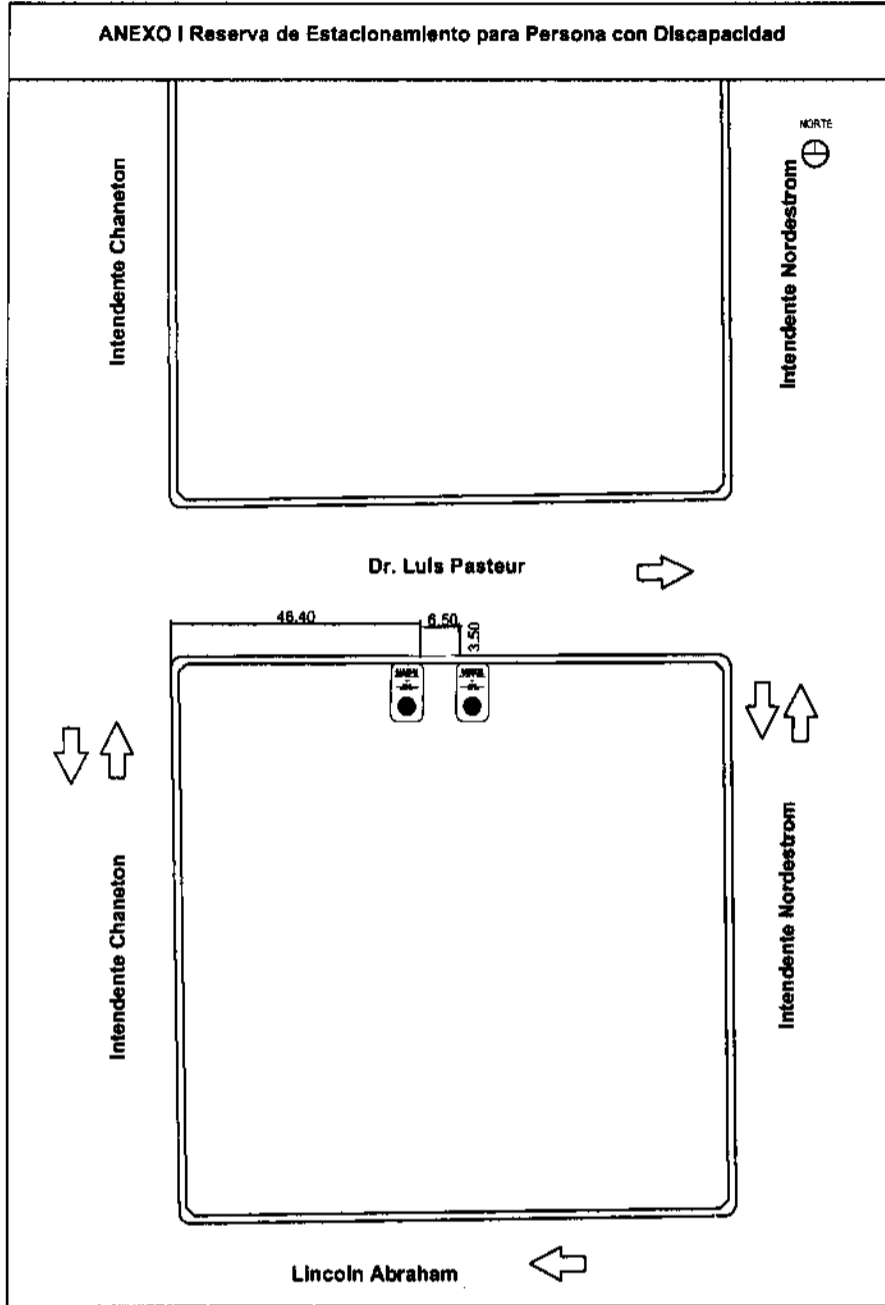 ANEXO I Reserva de Estacionamiento para Persona con Discapacidad
NORTE
Intendente Chaneton
Intendente Nordestrom
Dr. Luis Pasteur
46.40
6.50
3.50
Intendente Chaneton
Intendente Nordestrom
Lincoln Abraham